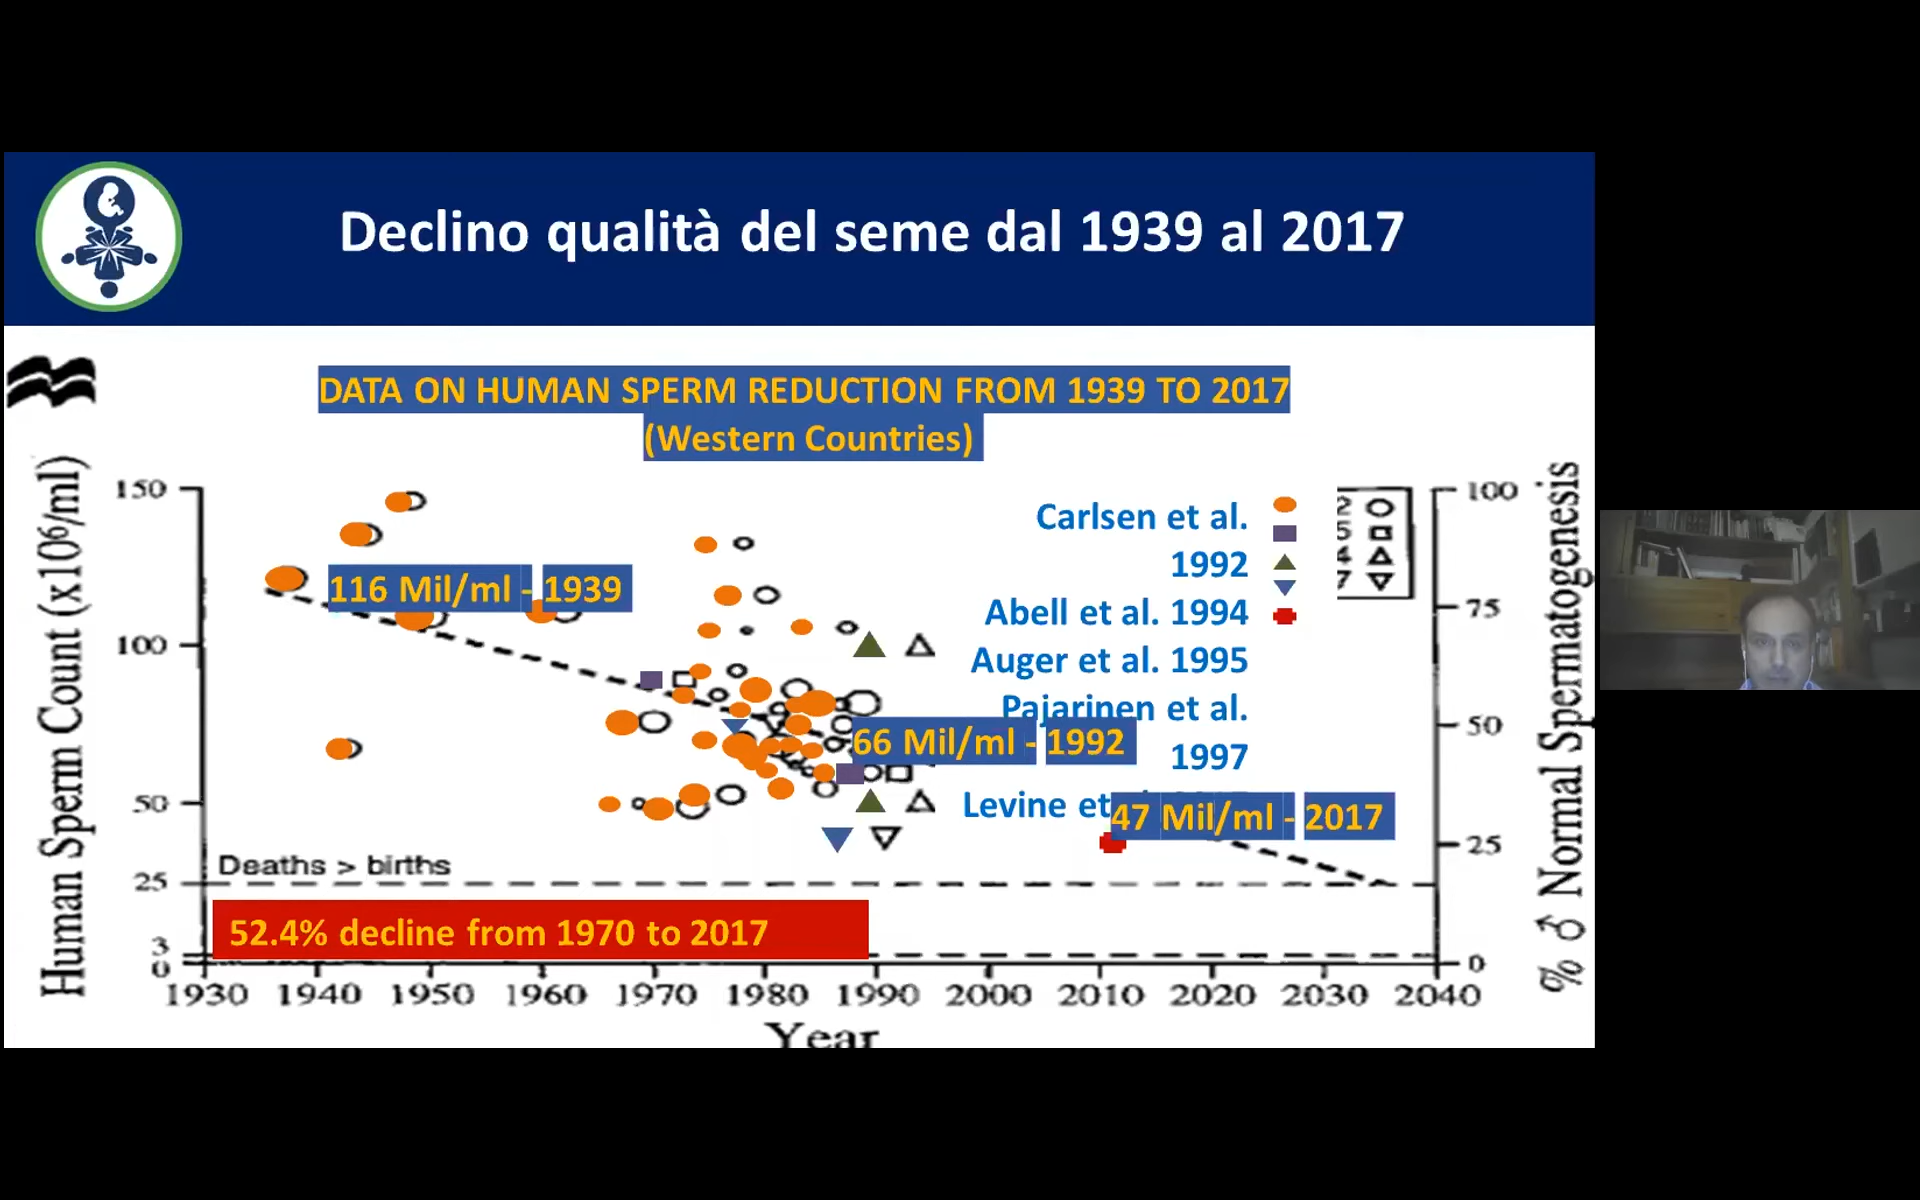 Declino qualità del seme dal 1939 al 2017
DATA ON HUMAN SPERM REDUCTION FROM 1939 TO 2017
(Western Countries)
Human Sperm Count (x10⁶/ml)
150
100
50
25
3
0
116 Mil/ml - 1939
66 Mil/ml - 1992
47 Mil/ml - 2017
Carlsen et al.
1992
Abell et al. 1994
Auger et al. 1995
Pajarinen et al.
1997
Levine et
5
4
7
100
75
50
25
0
% ♂ Normal Spermatogenesis
Deaths > births
52.4% decline from 1970 to 2017
1930 1940 1950 1960 1970 1980 1990 2000 2010 2020 2030 2040
Year